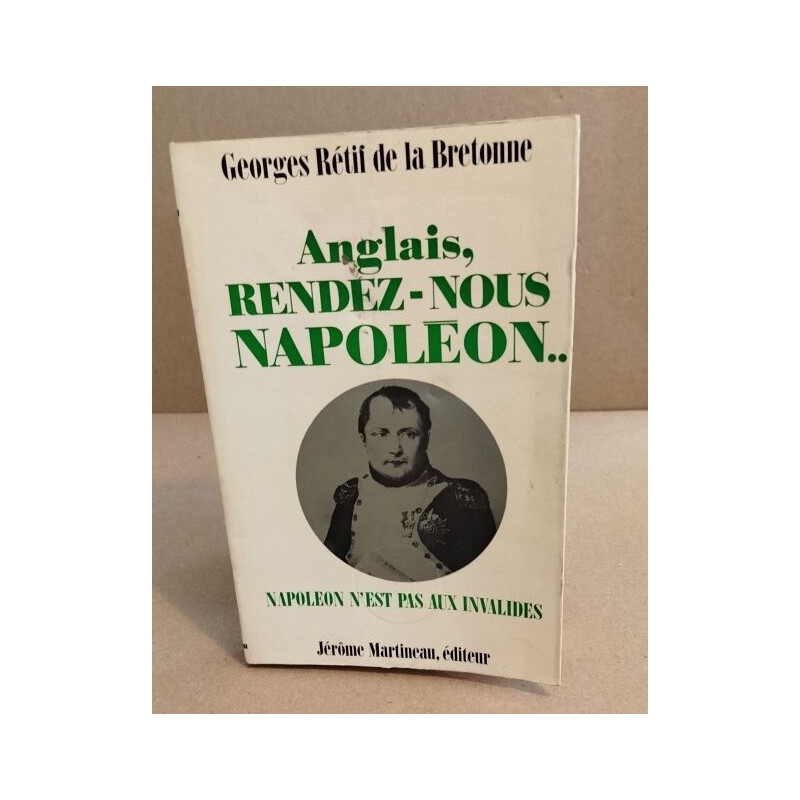 Georges Rétif de la Bretonne
Anglais,
RENDEZ-NOUS
NAPOLÉON..
NAPOLEON N'EST PAS AUX INVALIDES
Jérôme Martineau, éditeur